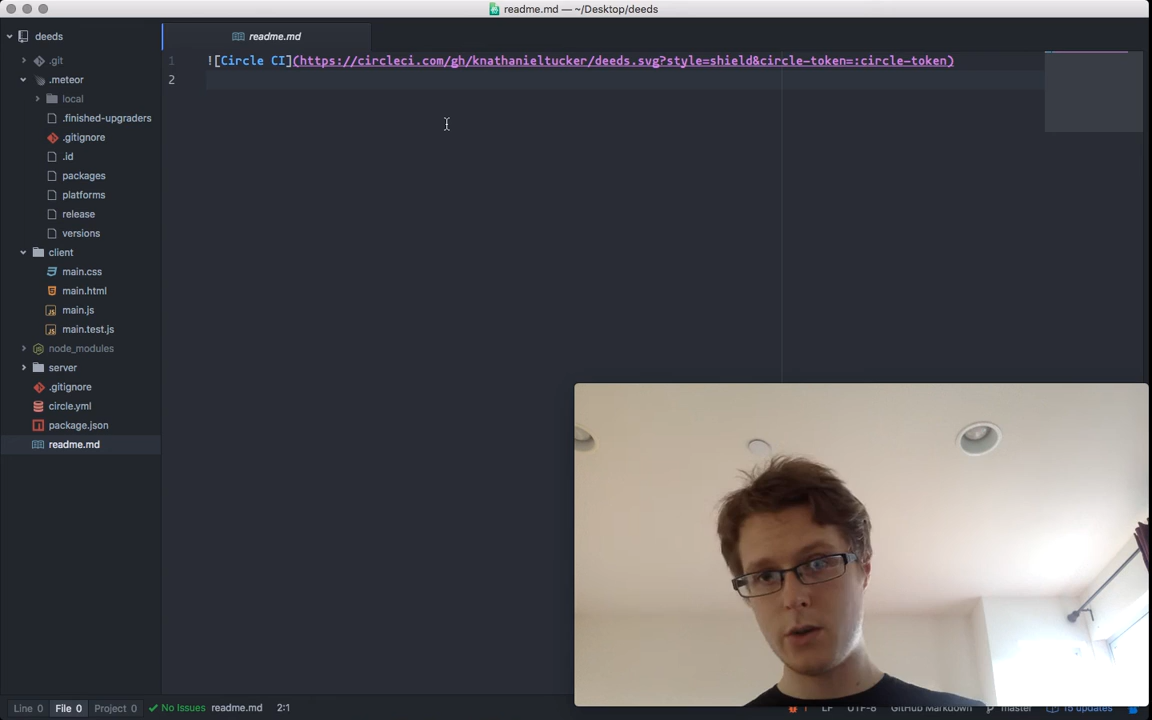 readme.md — ~/Desktop/deeds
deeds
readme.md
.git
.meteor
local
.finished-upgraders
.gitignore
.id
packages
platforms
release
versions
client
main.css
main.html
main.js
main.test.js
node_modules
server
.gitignore
circle.yml
package.json
readme.md
1 ![Circle CI](https://circleci.com/gh/knathanieltucker/deeds.svg?style=shield&circle-token=:circle-token)
2
Line 0 File 0 Project 0 No Issues readme.md 2:1 1 LF UTF-8 GitHub Markdown master 15 updates